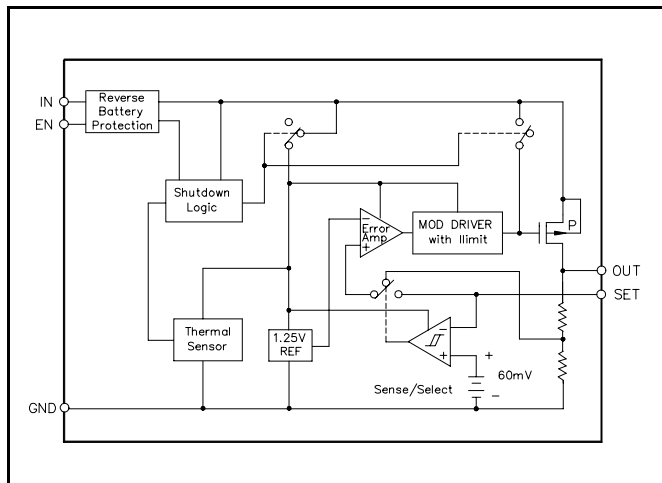 IN
EN
Reverse
Battery
Protection
Shutdown
Logic
Error
Amp
−
+
MOD DRIVER
with Ilimit
P
OUT
SET
Thermal
Sensor
1.25V
REF
−
+
+
60mV
−
Sense/Select
GND